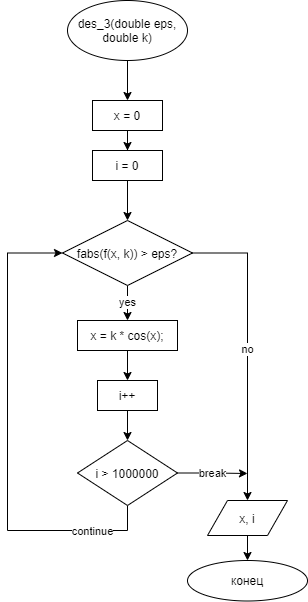 des_3(double eps,
double k)
x = 0
i = 0
fabs(f(x, k)) > eps?
yes
x = k * cos(x);
no
i++
i > 1000000
break
continue
x, i
конец